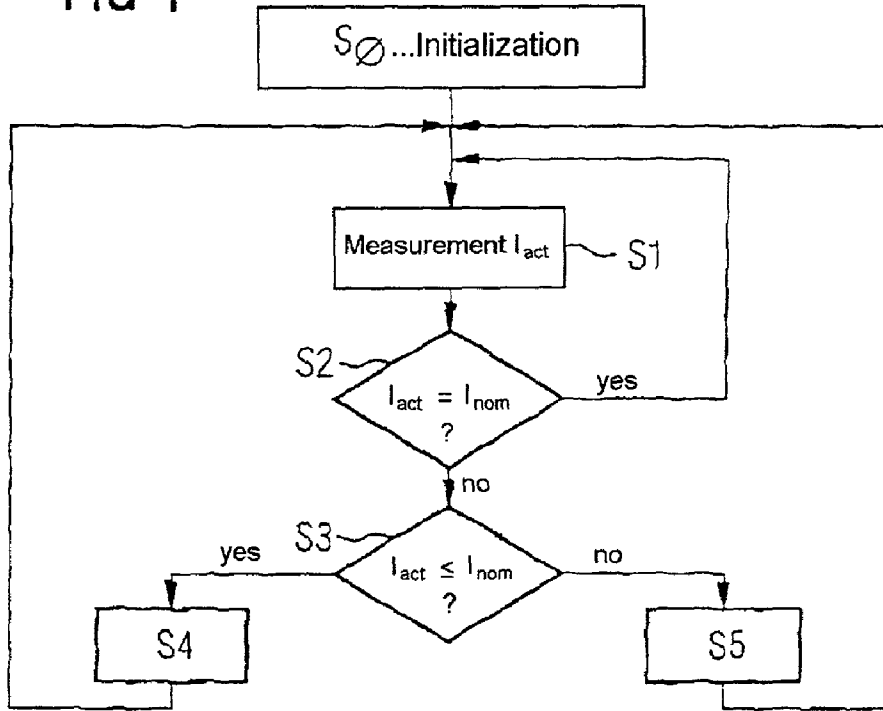 S∅...Initialization
Measurement I_act
S1
S2
I_act = I_nom
?
yes
no
S3
I_act ≤ I_nom
?
yes
no
S4
S5